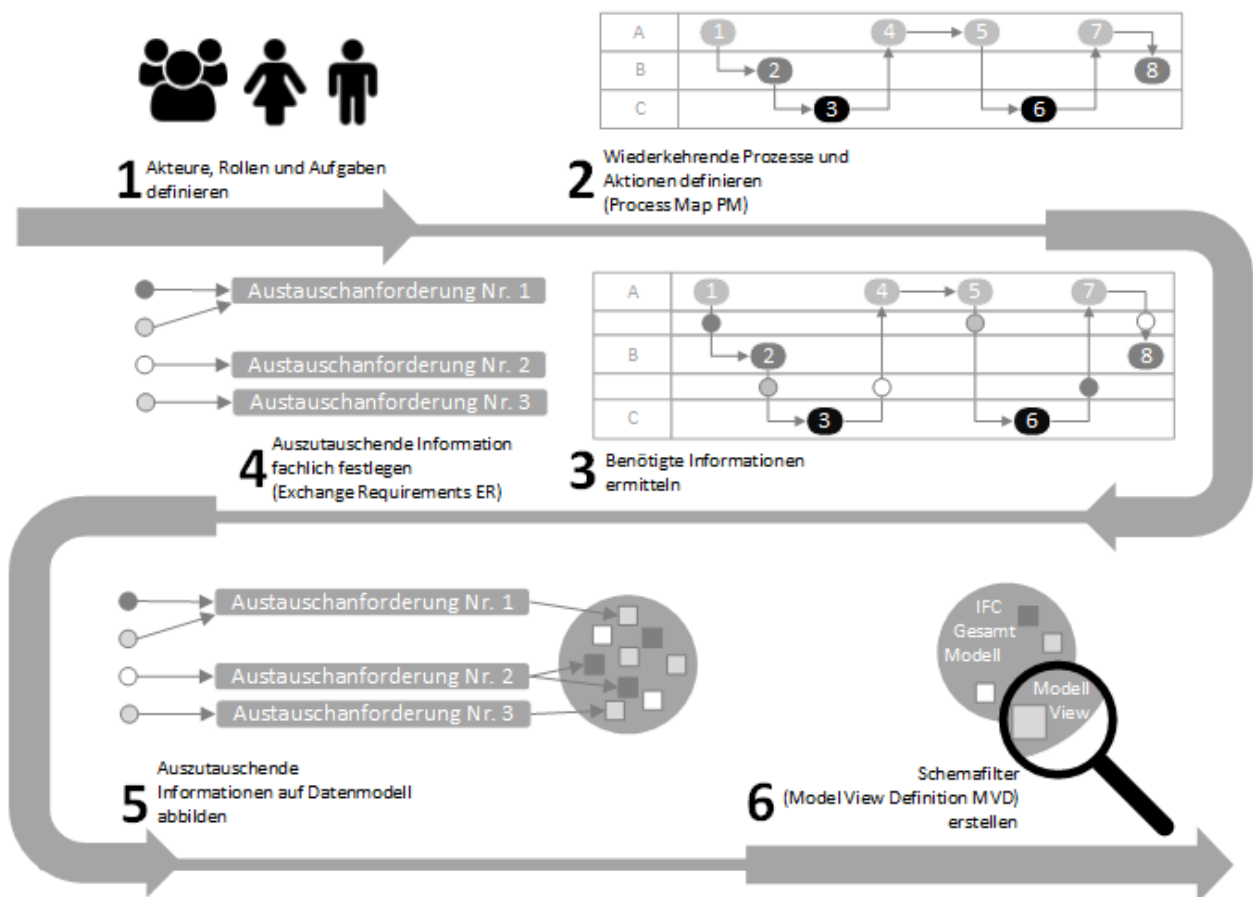 1 Akteure, Rollen und Aufgaben
definieren
A 1 4 5 7
B 2 8
C 3 6
2 Wiederkehrende Prozesse und
Aktionen definieren
(Process Map PM)
A 1 4 5 7
B 2 8
C 3 6
3 Benötigte Informationen
ermitteln
Austauschanforderung Nr. 1
Austauschanforderung Nr. 2
Austauschanforderung Nr. 3
4 Auszutauschende Information
fachlich festlegen
(Exchange Requirements ER)
Austauschanforderung Nr. 1
Austauschanforderung Nr. 2
Austauschanforderung Nr. 3
5 Auszutauschende
Informationen auf Datenmodell
abbilden
IFC
Gesamt
Modell
Modell
View
6 Schemafilter
(Model View Definition MVD)
erstellen